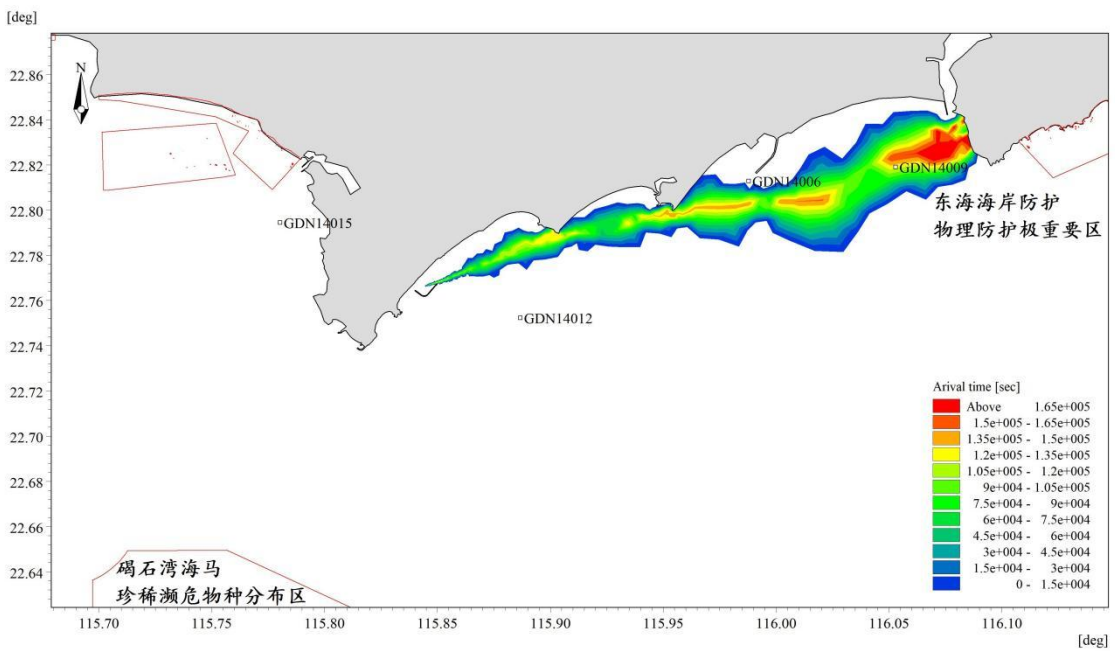 [deg]
N
22.86
22.84
22.82
22.80
22.78
22.76
22.74
22.72
22.70
22.68
22.66
22.64
GDN14015
GDN14012
GDN14006
GDN14009
东海海岸防护
物理防护极重要区
碣石湾海马
珍稀濒危物种分布区
Arival time [sec]
Above 1.65e+005
1.5e+005 - 1.65e+005
1.35e+005 - 1.5e+005
1.2e+005 - 1.35e+005
1.05e+005 - 1.2e+005
9e+004 - 1.05e+005
7.5e+004 - 9e+004
6e+004 - 7.5e+004
4.5e+004 - 6e+004
3e+004 - 4.5e+004
1.5e+004 - 3e+004
0 - 1.5e+004
115.70 115.75 115.80 115.85 115.90 115.95 116.00 116.05 116.10
[deg]